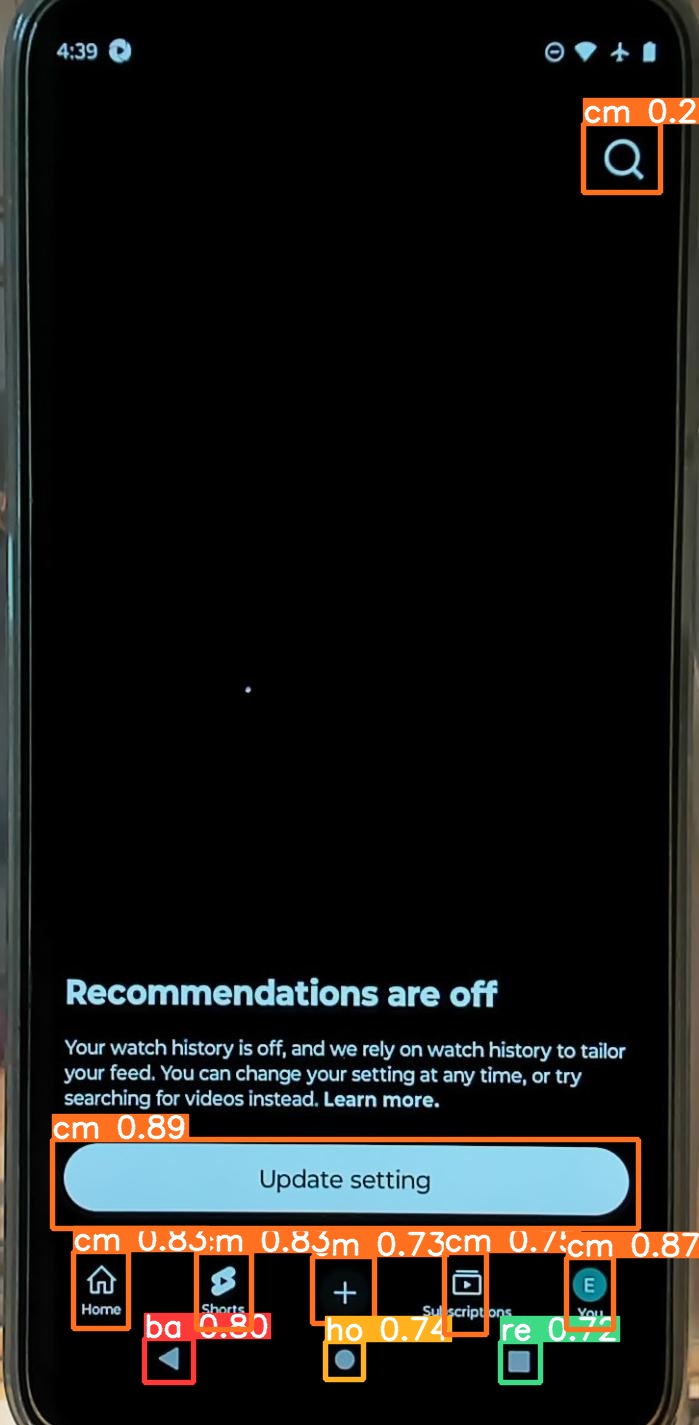 4:39
cm 0.2
Recommendations are off
Your watch history is off, and we rely on watch history to tailor
your feed. You can change your setting at any time, or try
searching for videos instead. Learn more.
cm 0.89
Update setting
cm 0.83 m 0.83 m 0.73 cm 0.7 cm 0.87
Home Shorts Subscriptions E You
ba 0.80 ho 0.74 re 0.72